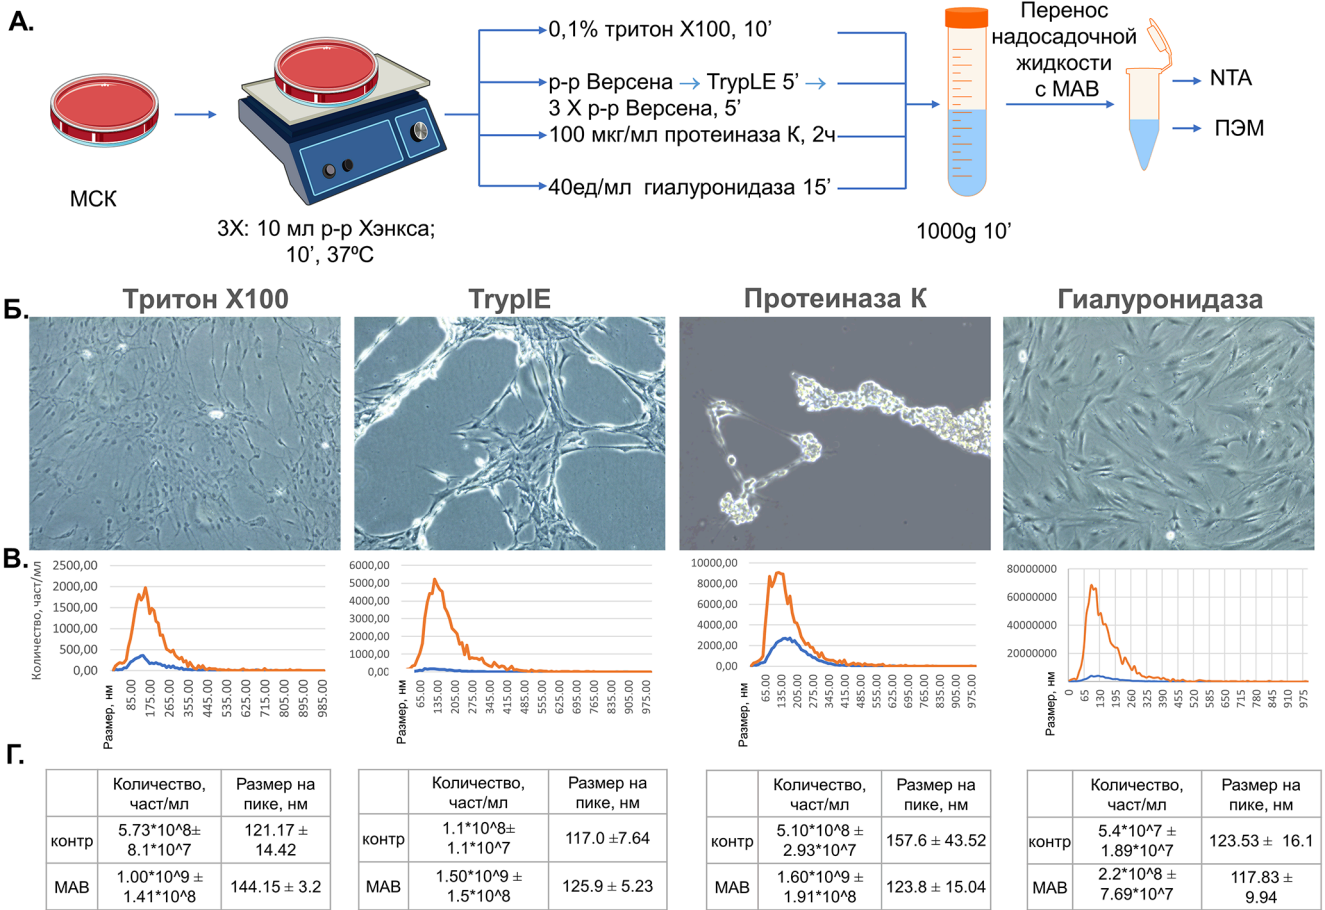 А.
МСК
3Х: 10 мл р-р Хэнкса;
10’, 37⁰С
0,1% тритон Х100, 10’
р-р Версена → TrypLE 5’ →
3 Х р-р Версена, 5’
100 мкг/мл протеиназа К, 2ч
40ед/мл гиалуронидаза 15’
1000g 10’
Перенос
надосадочной
жидкости
с МАВ
NTA
ПЭМ
Б.
Тритон Х100
TryplE
Протеиназа К
Гиалуронидаза
В.
Количество, част/мл
2500,00
2000,00
1500,00
1000,00
500,00
0,00
Размер, нм
85.00
175.00
265.00
355.00
445.00
535.00
625.00
715.00
805.00
895.00
985.00
6000,00
5000,00
4000,00
3000,00
2000,00
1000,00
0,00
Размер, нм
65.00
135.00
205.00
275.00
345.00
415.00
485.00
555.00
625.00
695.00
765.00
835.00
905.00
975.00
10000,00
8000,00
6000,00
4000,00
2000,00
0,00
Размер, нм
65.00
135.00
205.00
275.00
345.00
415.00
485.00
555.00
625.00
695.00
765.00
835.00
905.00
975.00
80000000
60000000
40000000
20000000
0
Размер, нм
0
65
130
195
260
325
390
455
520
585
650
715
780
845
910
975
Г.
Количество,
част/мл
Размер на
пике, нм
контр
5.73*10^8±
8.1*10^7
121.17 ±
14.42
МАВ
1.00*10^9 ±
1.41*10^8
144.15 ± 3.2
Количество,
част/мл
Размер на
пике, нм
контр
1.1*10^8±
1.1*10^7
117.0 ±7.64
МАВ
1.50*10^9 ±
1.5*10^8
125.9 ± 5.23
Количество,
част/мл
Размер на
пике, нм
контр
5.10*10^8 ±
2.93*10^7
157.6 ± 43.52
МАВ
1.60*10^9 ±
1.91*10^8
123.8 ± 15.04
Количество,
част/мл
Размер на
пике, нм
контр
5.4*10^7 ±
1.89*10^7
123.53 ± 16.1
МАВ
2.2*10^8 ±
7.69*10^7
117.83 ±
9.94